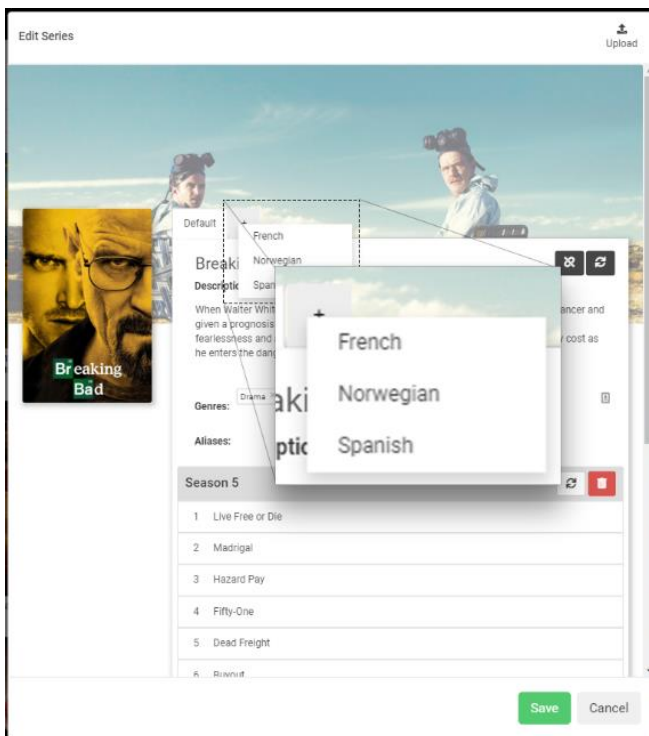 Edit Series
Upload
Default +
French
Norwegian
Span
Breaki
Descriptic
When Walter Whit
ancer and
given a prognosis
fearlessness and
y cost as
he enters the dang
Breaking
Bad
Genres:
Drama
Aliases:
+
French
Norwegian
Spanish
aki
ptic
Season 5
1 Live Free or Die
2 Madrigal
3 Hazard Pay
4 Fifty-One
5 Dead Freight
6 Buyout
Save
Cancel